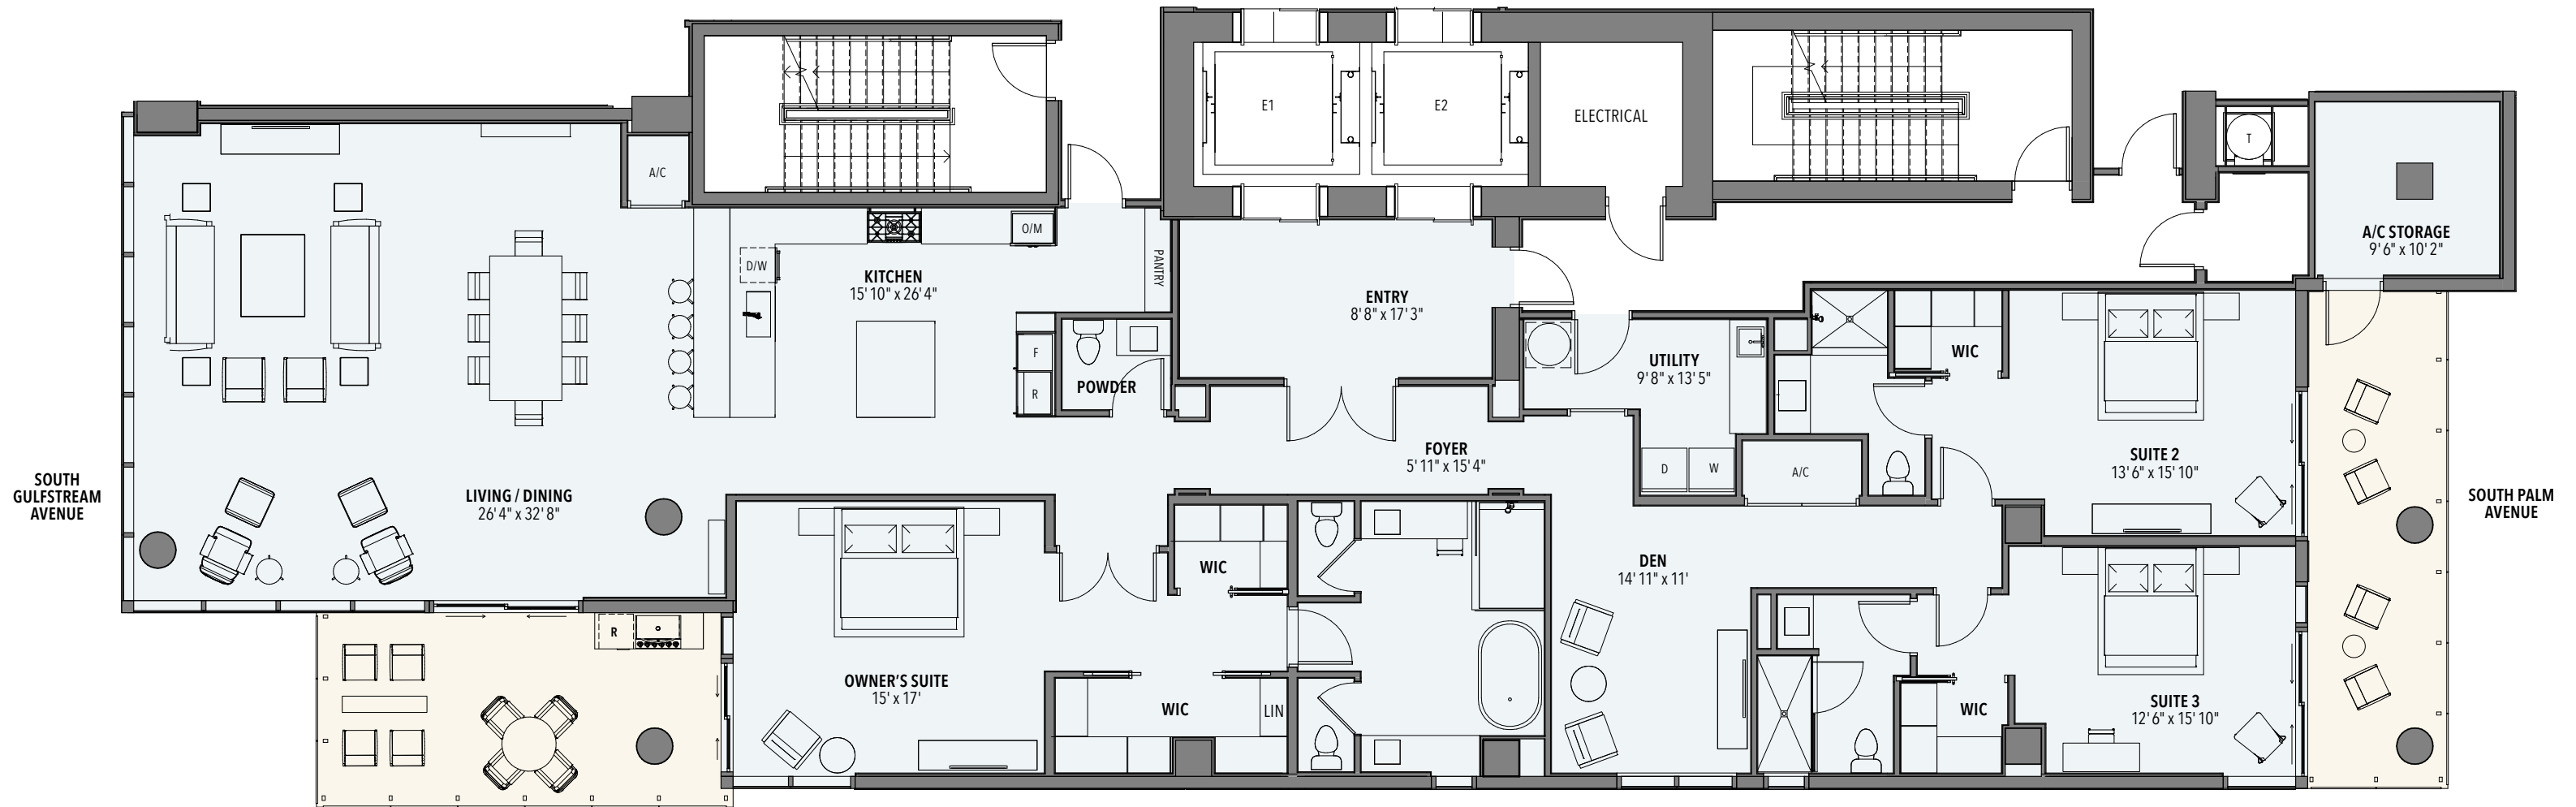 E1
E2
ELECTRICAL
T
A/C
A/C STORAGE
9'6" x 10'2"
O/M
PANTRY
D/W
KITCHEN
15'10" x 26'4"
ENTRY
8'8" x 17'3"
F
R
POWDER
UTILITY
9'8" x 13'5"
WIC
SUITE 2
13'6" x 15'10"
FOYER
5'11" x 15'4"
D
W
A/C
SOUTH
GULFSTREAM
AVENUE
LIVING / DINING
26'4" x 32'8"
SOUTH PALM
AVENUE
WIC
DEN
14'11" x 11'
R
OWNER'S SUITE
15' x 17'
WIC
LIN
WIC
SUITE 3
12'6" x 15'10"